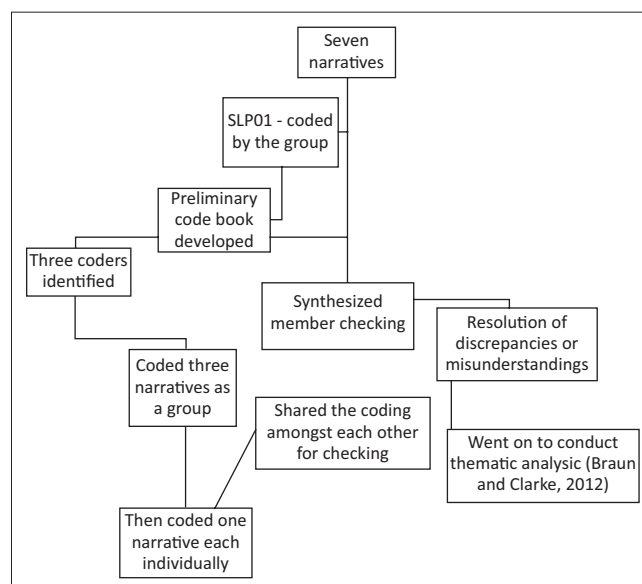 Seven
narratives
SLP01 - coded
by the group
Preliminary
code book
developed
Three coders
identified
Synthesized
member checking
Resolution of
discrepancies or
misunderstandings
Coded three
narratives as
a group
Shared the coding
amongst each other
for checking
Went on to conduct
thematic analysis (Braun
and Clarke, 2012)
Then coded one
narrative each
individually